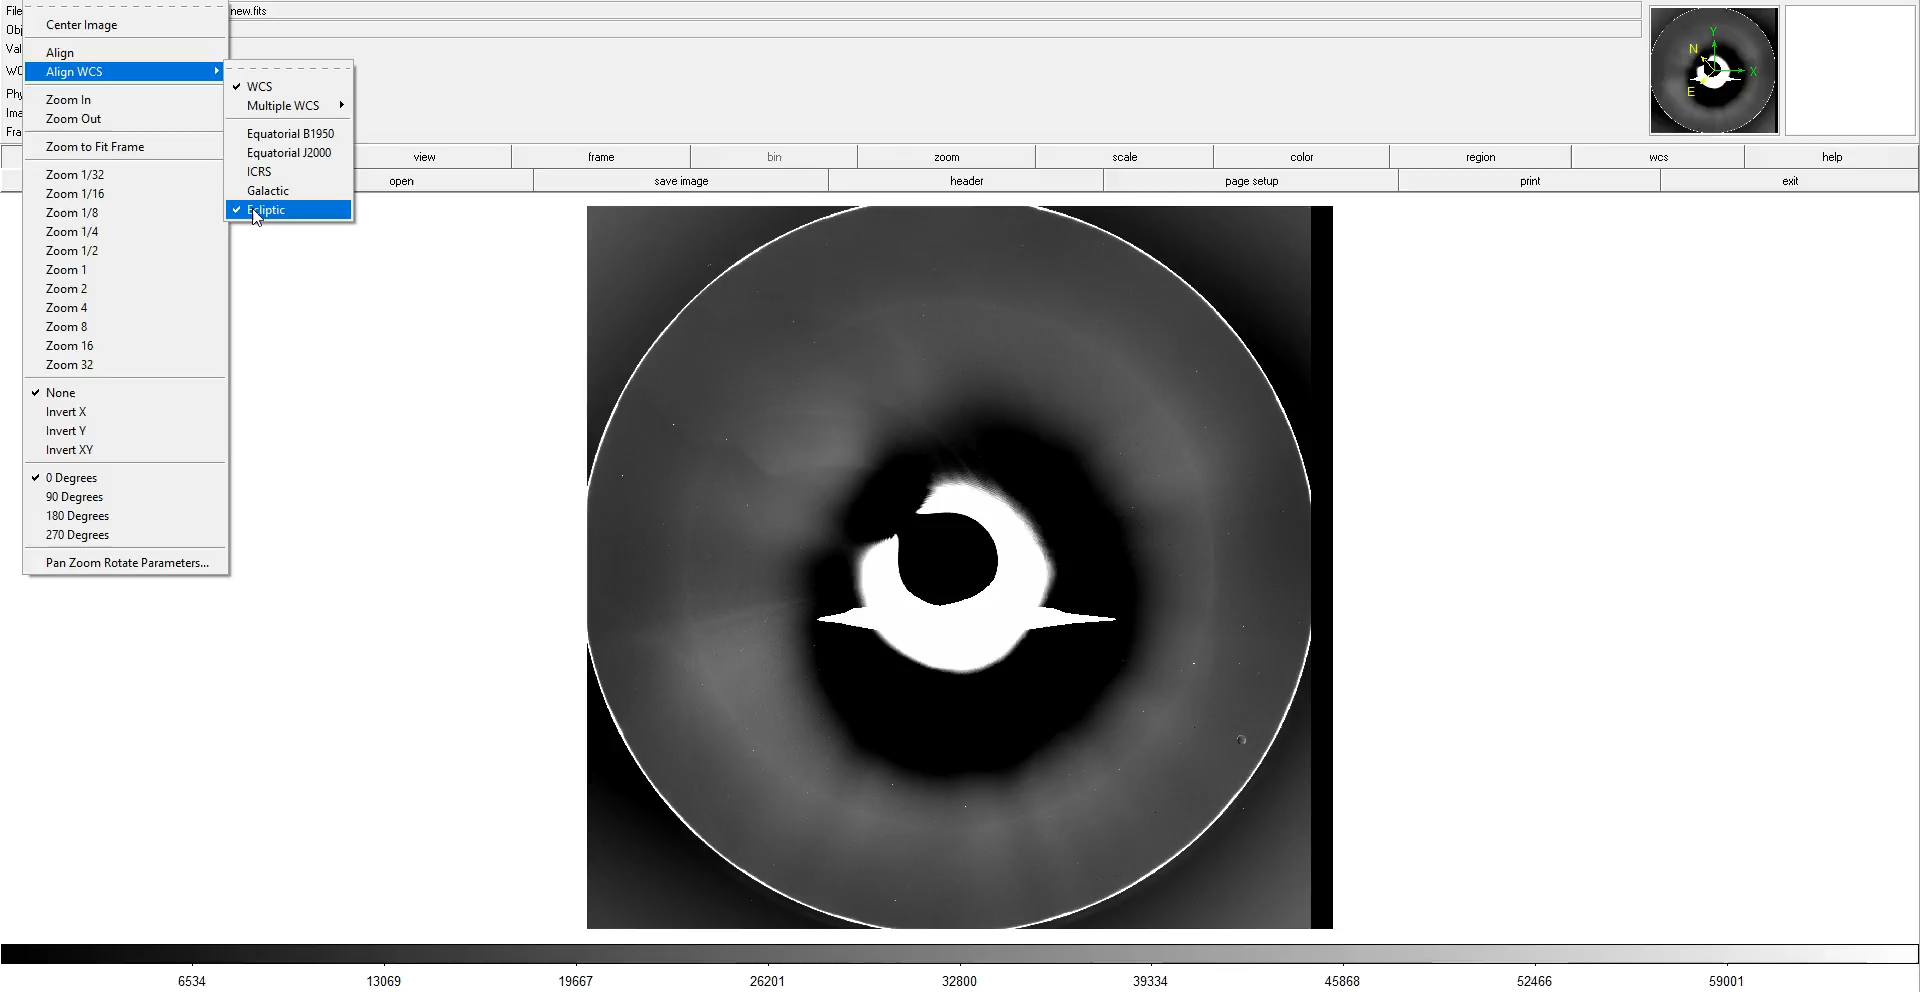 File
new.fits
Obj
Val
WC
Phy
Ima
Fra
Center Image
Align
Align WCS
Zoom In
Zoom Out
Zoom to Fit Frame
Zoom 1/32
Zoom 1/16
Zoom 1/8
Zoom 1/4
Zoom 1/2
Zoom 1
Zoom 2
Zoom 4
Zoom 8
Zoom 16
Zoom 32
None
Invert X
Invert Y
Invert XY
0 Degrees
90 Degrees
180 Degrees
270 Degrees
Pan Zoom Rotate Parameters...
WCS
Multiple WCS
Equatorial B1950
Equatorial J2000
ICRS
Galactic
Ecliptic
Y
N
X
E
view frame bin zoom scale color region wcs help
open save image header page setup print exit
6534 13069 19667 26201 32800 39334 45868 52466 59001